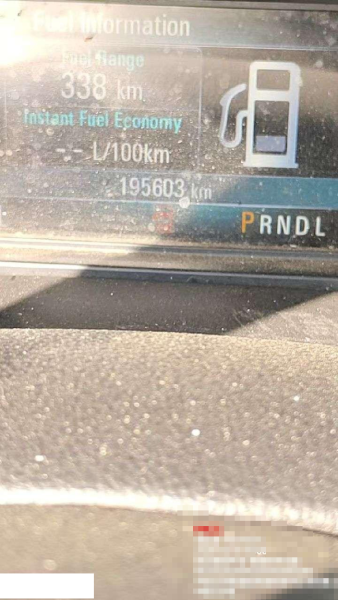 Fuel Information
Fuel Range
338 km
Instant Fuel Economy
-- L/100km
195603 km
PRNDL